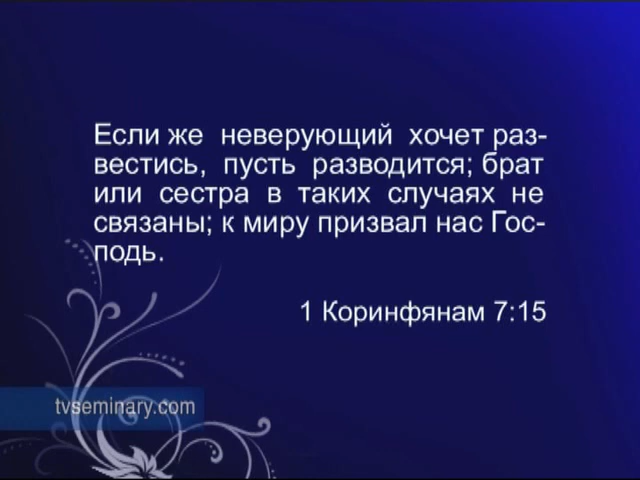 Если же неверующий хочет раз-
вестись, пусть разводится; брат
или сестра в таких случаях не
связаны; к миру призвал нас Гос-
подь.
1 Коринфянам 7:15
tvseminary.com